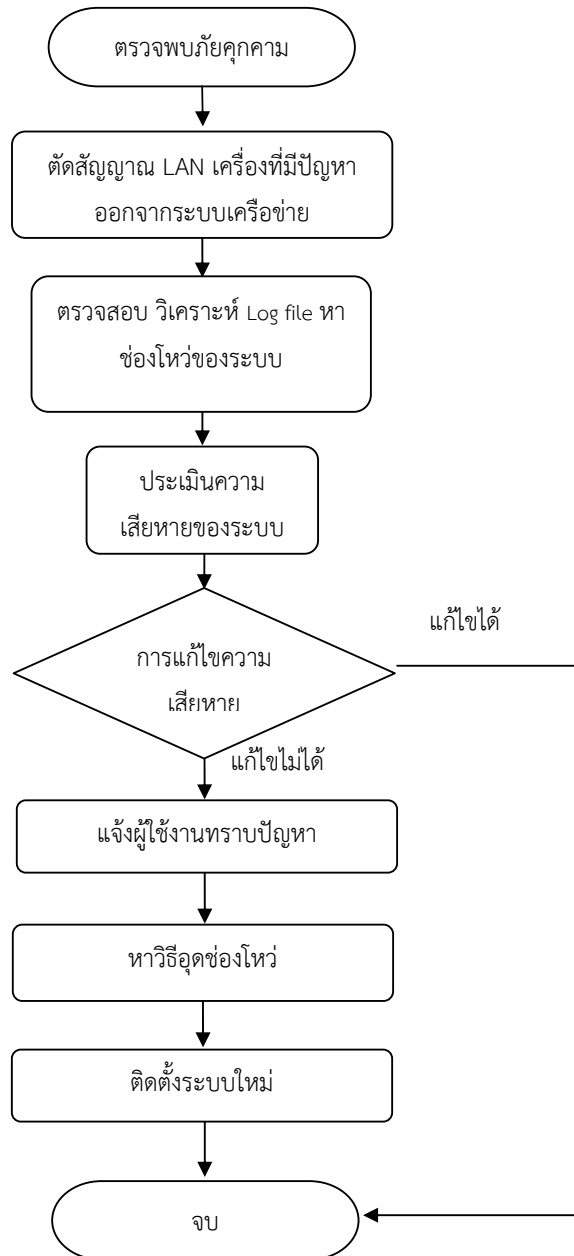 ตรวจพบภัยคุกคาม
ตัดสัญญาณ LAN เครื่องที่มีปัญหา
ออกจากระบบเครือข่าย
ตรวจสอบ วิเคราะห์ Log file หา
ช่องโหว่ของระบบ
ประเมินความ
เสียหายของระบบ
แก้ไขได้
การแก้ไขความ
เสียหาย
แก้ไขไม่ได้
แจ้งผู้ใช้งานทราบปัญหา
หาวิธีอุดช่องโหว่
ติดตั้งระบบใหม่
จบ